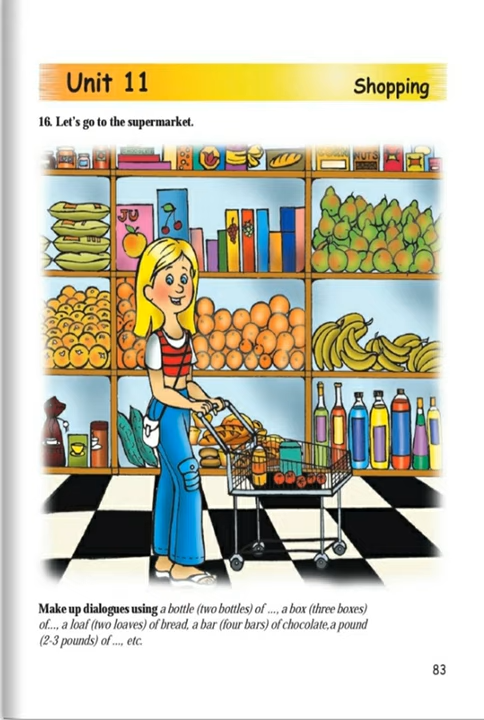 Unit 11
Shopping
16. Let's go to the supermarket.
JU
NUTS
Make up dialogues using a bottle (two bottles) of ..., a box (three boxes)
of..., a loaf (two loaves) of bread, a bar (four bars) of chocolate,a pound
(2-3 pounds) of ..., etc.
83